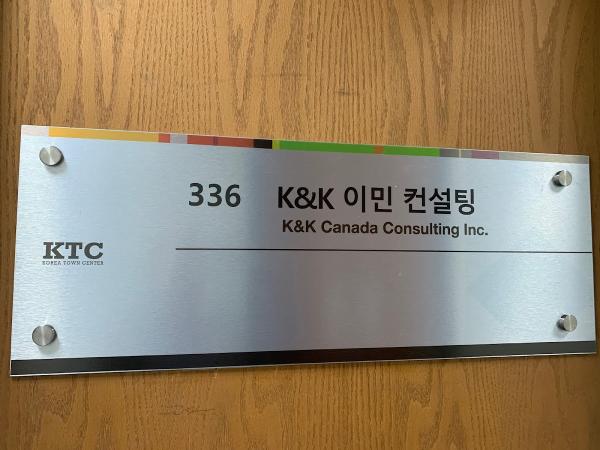 336 K&K 이민 컨설팅
K&K Canada Consulting Inc.
KTC
KOREA TOWN CENTER